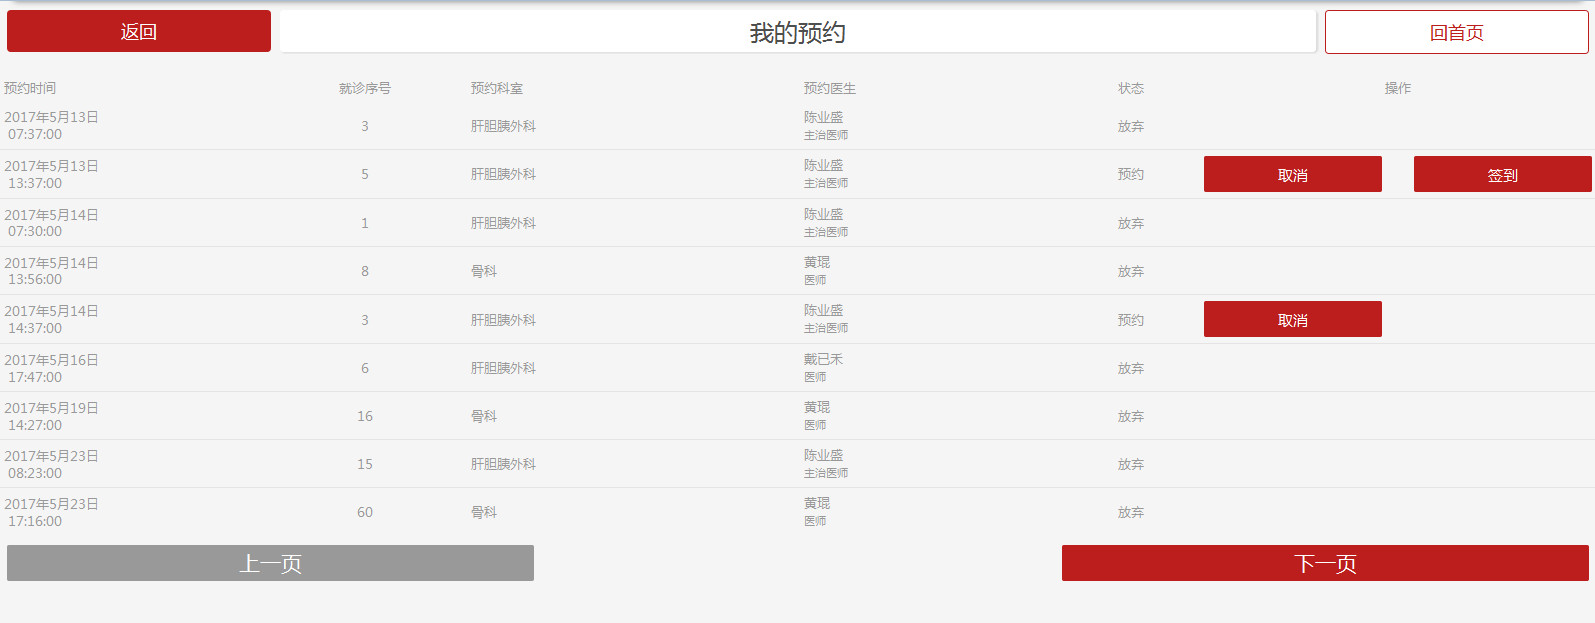 返回
我的预约
回首页
预约时间 就诊序号 预约科室 预约医生 状态 操作
2017年5月13日
07:37:00
3 肝胆胰外科
陈业盛
主治医师
放弃
2017年5月13日
13:37:00
5 肝胆胰外科
陈业盛
主治医师
预约 取消 签到
2017年5月14日
07:30:00
1 肝胆胰外科
陈业盛
主治医师
放弃
2017年5月14日
13:56:00
8 骨科
黄琨
医师
放弃
2017年5月14日
14:37:00
3 肝胆胰外科
陈业盛
主治医师
预约 取消
2017年5月16日
17:47:00
6 肝胆胰外科
戴已禾
医师
放弃
2017年5月19日
14:27:00
16 骨科
黄琨
医师
放弃
2017年5月23日
08:23:00
15 肝胆胰外科
陈业盛
主治医师
放弃
2017年5月23日
17:16:00
60 骨科
黄琨
医师
放弃
上一页 下一页